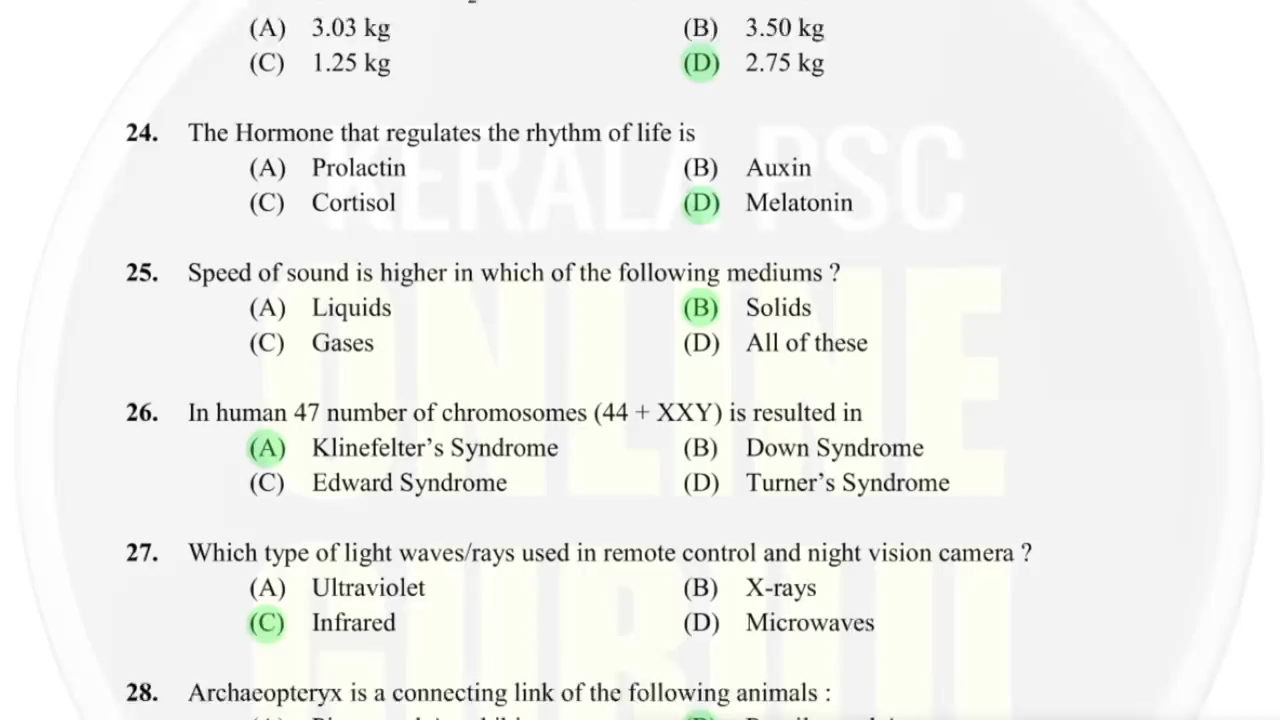 (A) 3.03 kg (B) 3.50 kg
(C) 1.25 kg (D) 2.75 kg
24. The Hormone that regulates the rhythm of life is
(A) Prolactin (B) Auxin
(C) Cortisol (D) Melatonin
25. Speed of sound is higher in which of the following mediums ?
(A) Liquids (B) Solids
(C) Gases (D) All of these
26. In human 47 number of chromosomes (44 + XXY) is resulted in
(A) Klinefelter's Syndrome (B) Down Syndrome
(C) Edward Syndrome (D) Turner's Syndrome
27. Which type of light waves/rays used in remote control and night vision camera ?
(A) Ultraviolet (B) X-rays
(C) Infrared (D) Microwaves
28. Archaeopteryx is a connecting link of the following animals :
KERALA PSC
ONLINE